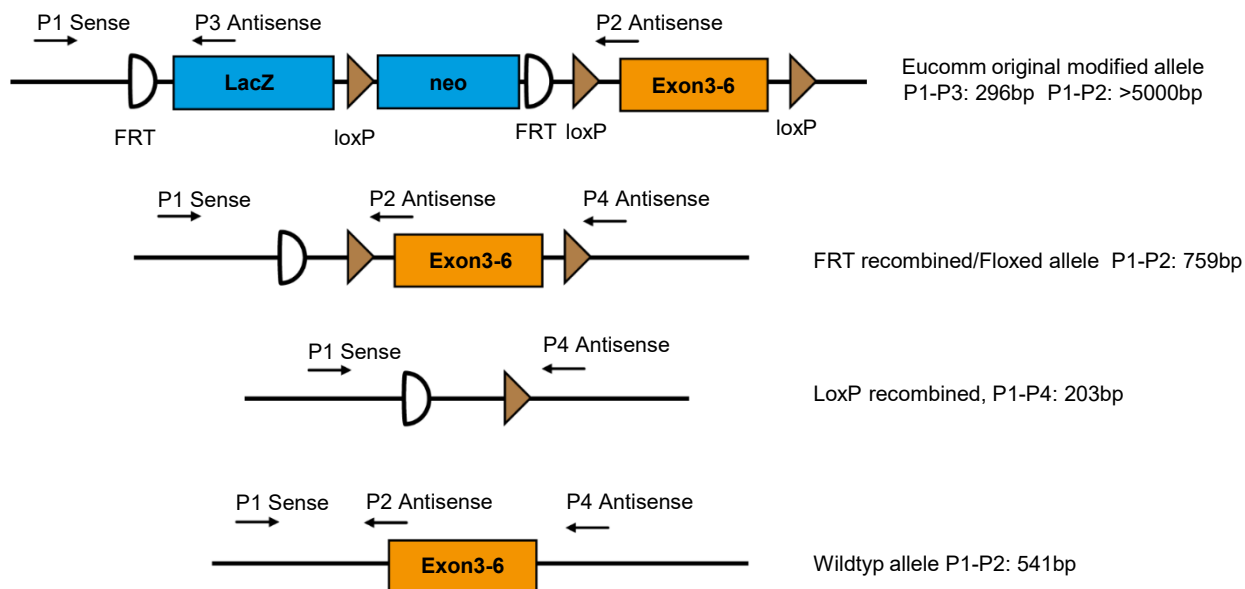 P1 Sense
P3 Antisense
P2 Antisense
LacZ
neo
Exon3-6
Eucomm original modified allele
P1-P3: 296bp P1-P2: >5000bp
FRT
loxP
FRT
loxP
loxP
P1 Sense
P2 Antisense
P4 Antisense
Exon3-6
FRT recombined/Floxed allele P1-P2: 759bp
P1 Sense
P4 Antisense
LoxP recombined, P1-P4: 203bp
P1 Sense
P2 Antisense
P4 Antisense
Exon3-6
Wildtyp allele P1-P2: 541bp